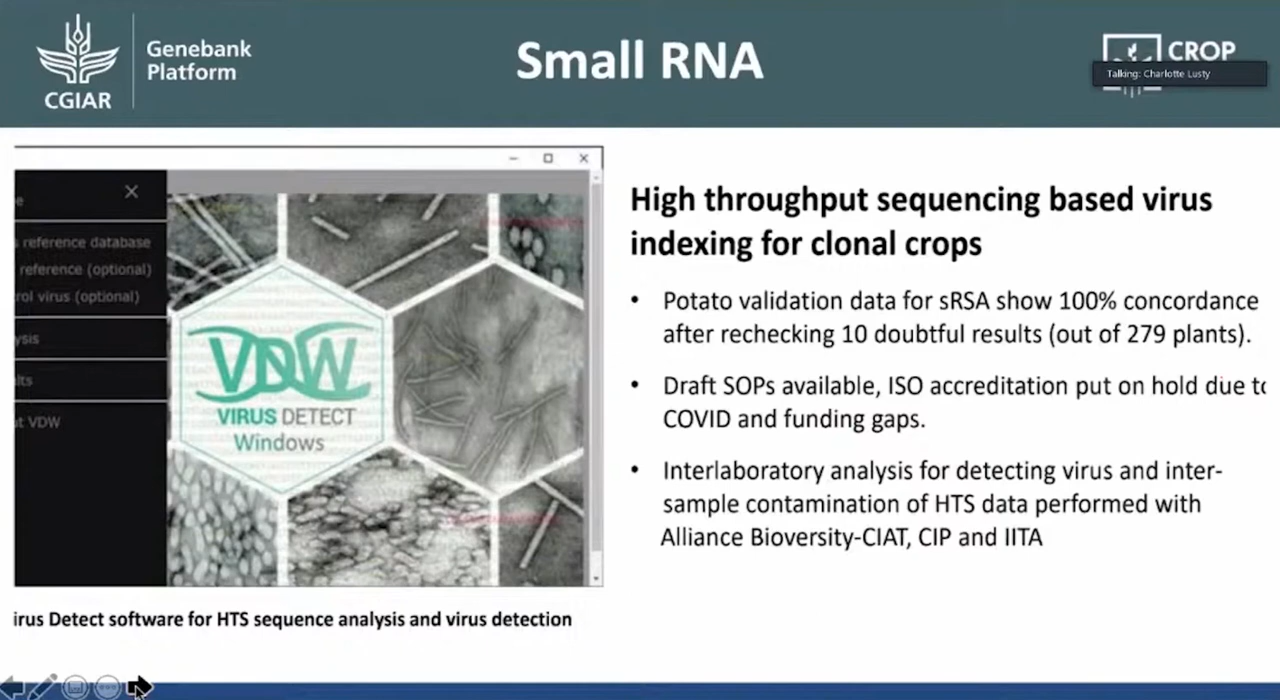 CGIAR
Genebank
Platform
Small RNA
CROP
Talking: Charlotte Lusty
reference database
reference (optional)
rol virus (optional)
ysis
lts
t VDW
VDW
VIRUS DETECT
Windows
irus Detect software for HTS sequence analysis and virus detection
High throughput sequencing based virus
indexing for clonal crops
• Potato validation data for sRSA show 100% concordance
after rechecking 10 doubtful results (out of 279 plants).
• Draft SOPs available, ISO accreditation put on hold due to
COVID and funding gaps.
• Interlaboratory analysis for detecting virus and inter-
sample contamination of HTS data performed with
Alliance Bioversity-CIAT, CIP and IITA